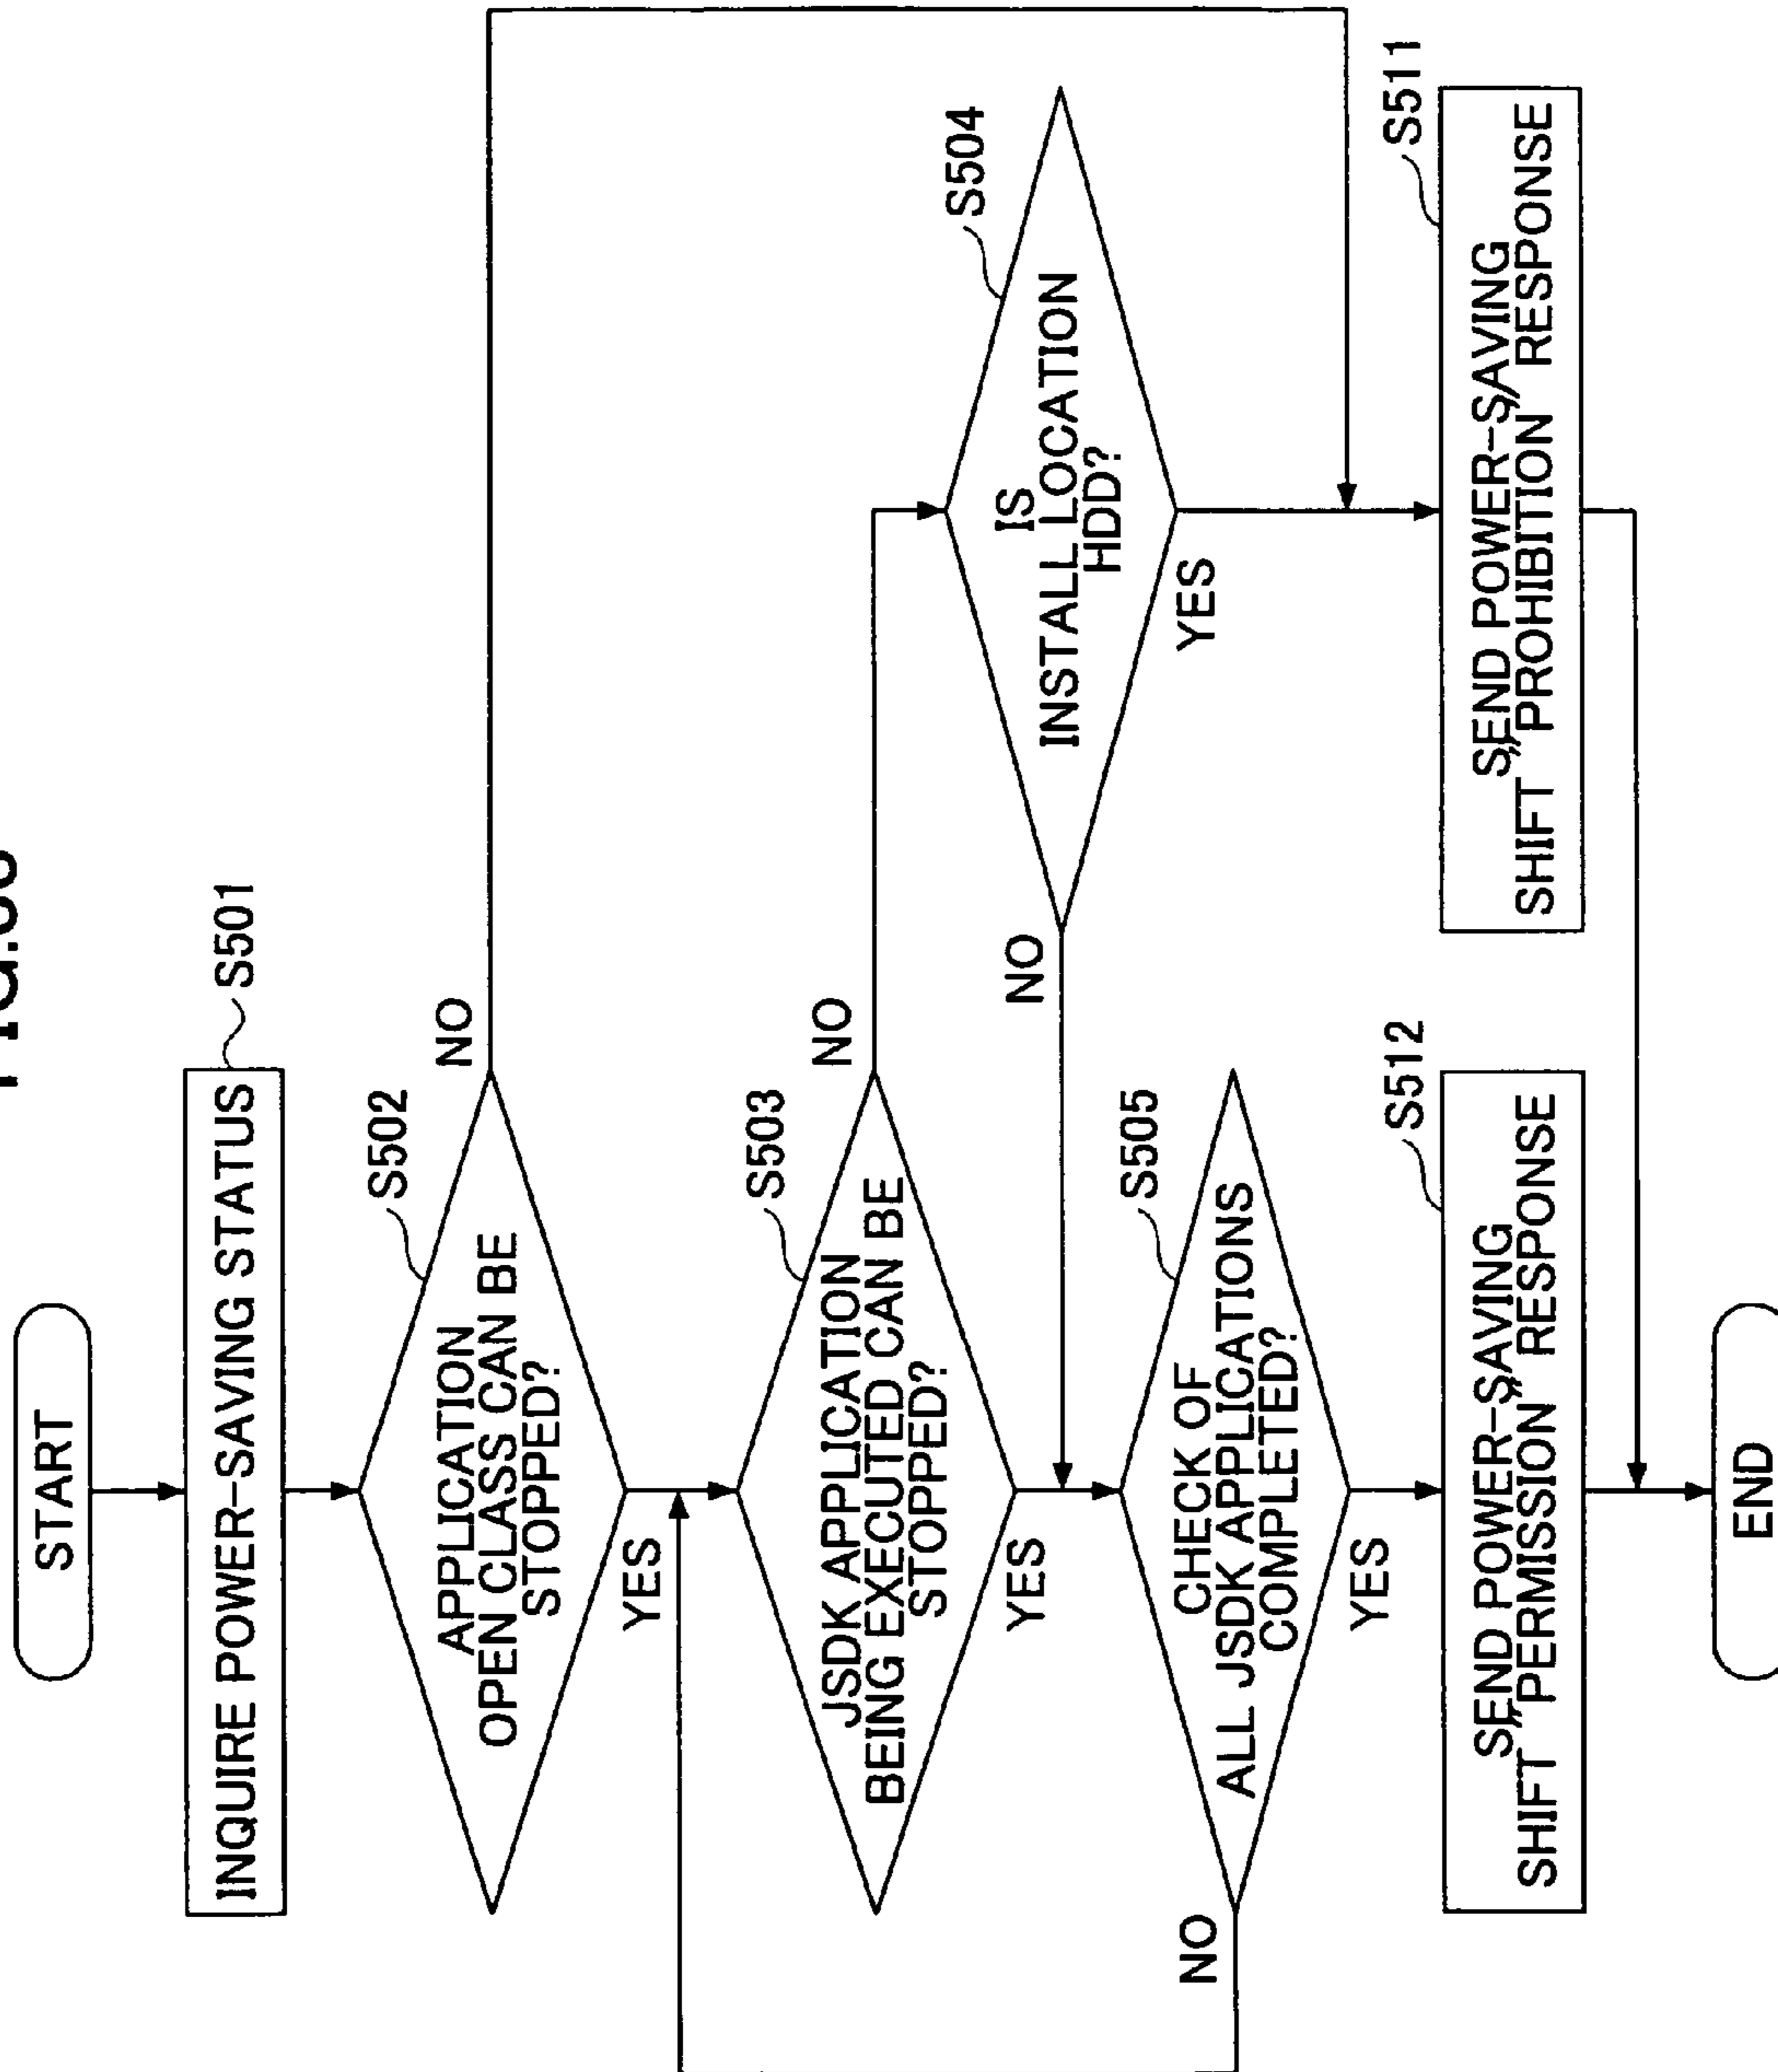 START
INQUIRE POWER-SAVING STATUS
S501
APPLICATION
OPEN CLASS CAN BE
STOPPED?
S502
NO
YES
JSDK APPLICATION
BEING EXECUTED CAN BE
STOPPED?
S503
NO
YES
IS
INSTALL LOCATION
HDD?
S504
NO
YES
CHECK OF
ALL JSDK APPLICATIONS
COMPLETED?
S505
NO
YES
SEND POWER-SAVING
SHIFT "PROHIBITION" RESPONSE
S511
SEND POWER-SAVING
SHIFT "PERMISSION" RESPONSE
S512
END